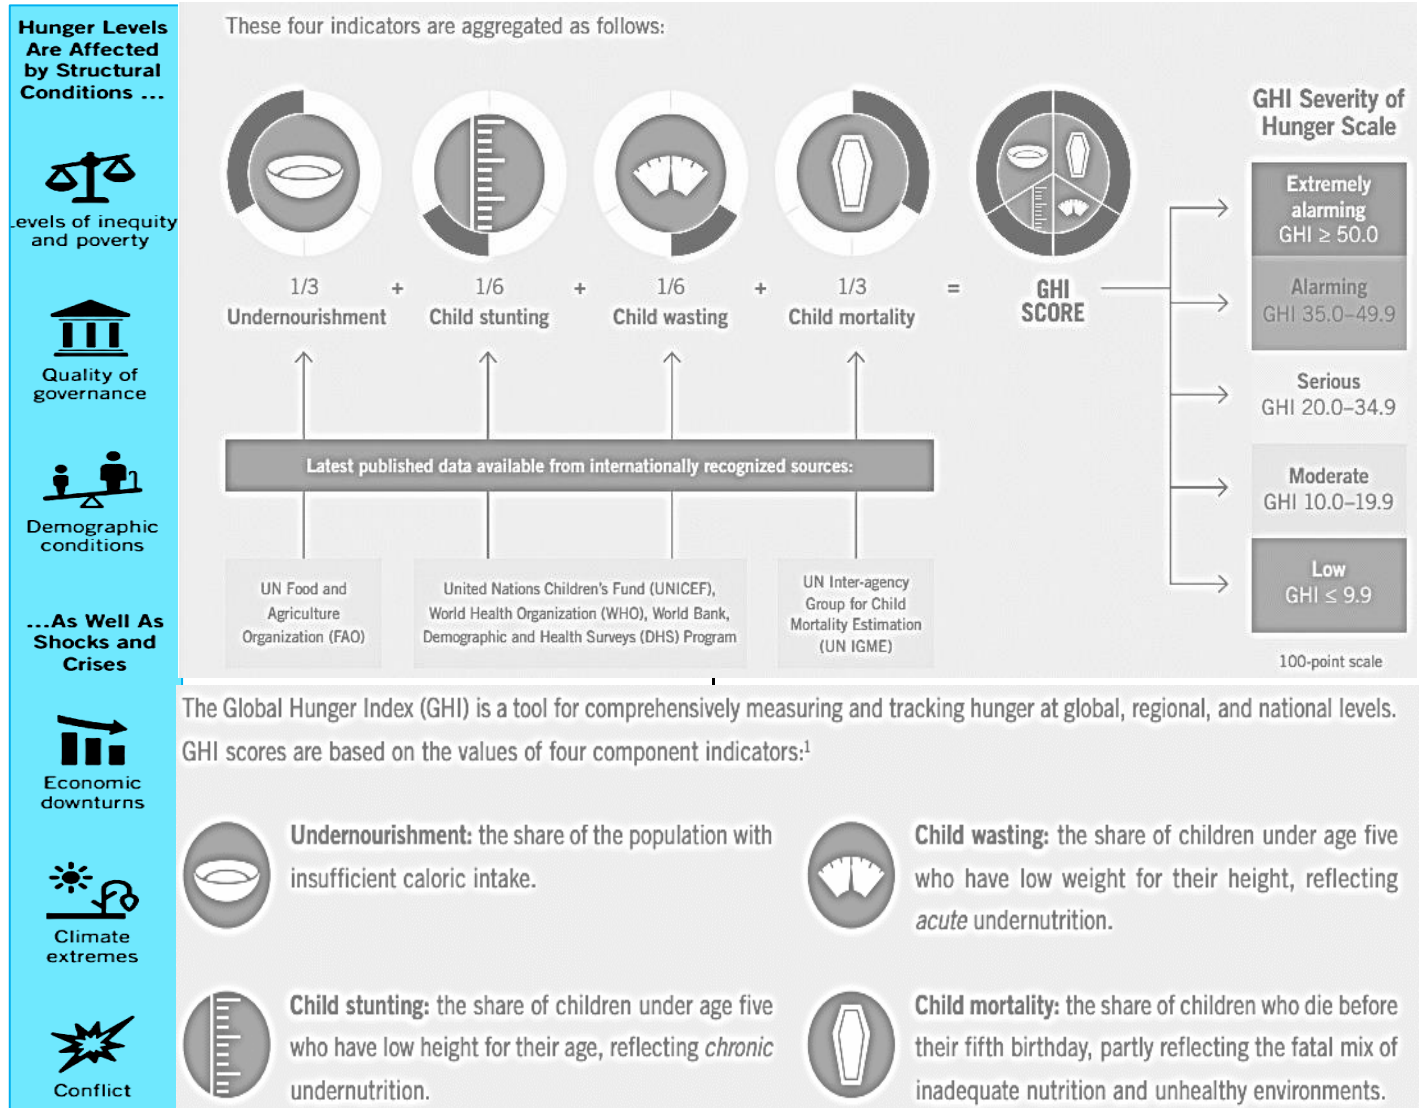 Hunger Levels
Are Affected
by Structural
Conditions ...
Levels of inequity
and poverty
Quality of
governance
Demographic
conditions
...As Well As
Shocks and
Crises
Economic
downturns
Climate
extremes
Conflict
These four indicators are aggregated as follows:
1/3 + 1/6 + 1/6 + 1/3 =
Undernourishment Child stunting Child wasting Child mortality
GHI
SCORE
Latest published data available from internationally recognized sources:
UN Food and
Agriculture
Organization (FAO)
United Nations Children's Fund (UNICEF),
World Health Organization (WHO), World Bank,
Demographic and Health Surveys (DHS) Program
UN Inter-agency
Group for Child
Mortality Estimation
(UN IGME)
GHI Severity of
Hunger Scale
Extremely
alarming
GHI ≥ 50.0
Alarming
GHI 35.0–49.9
Serious
GHI 20.0–34.9
Moderate
GHI 10.0–19.9
Low
GHI ≤ 9.9
100-point scale
The Global Hunger Index (GHI) is a tool for comprehensively measuring and tracking hunger at global, regional, and national levels.
GHI scores are based on the values of four component indicators:¹
Undernourishment: the share of the population with
insufficient caloric intake.
Child wasting: the share of children under age five
who have low weight for their height, reflecting
acute undernutrition.
Child stunting: the share of children under age five
who have low height for their age, reflecting chronic
undernutrition.
Child mortality: the share of children who die before
their fifth birthday, partly reflecting the fatal mix of
inadequate nutrition and unhealthy environments.